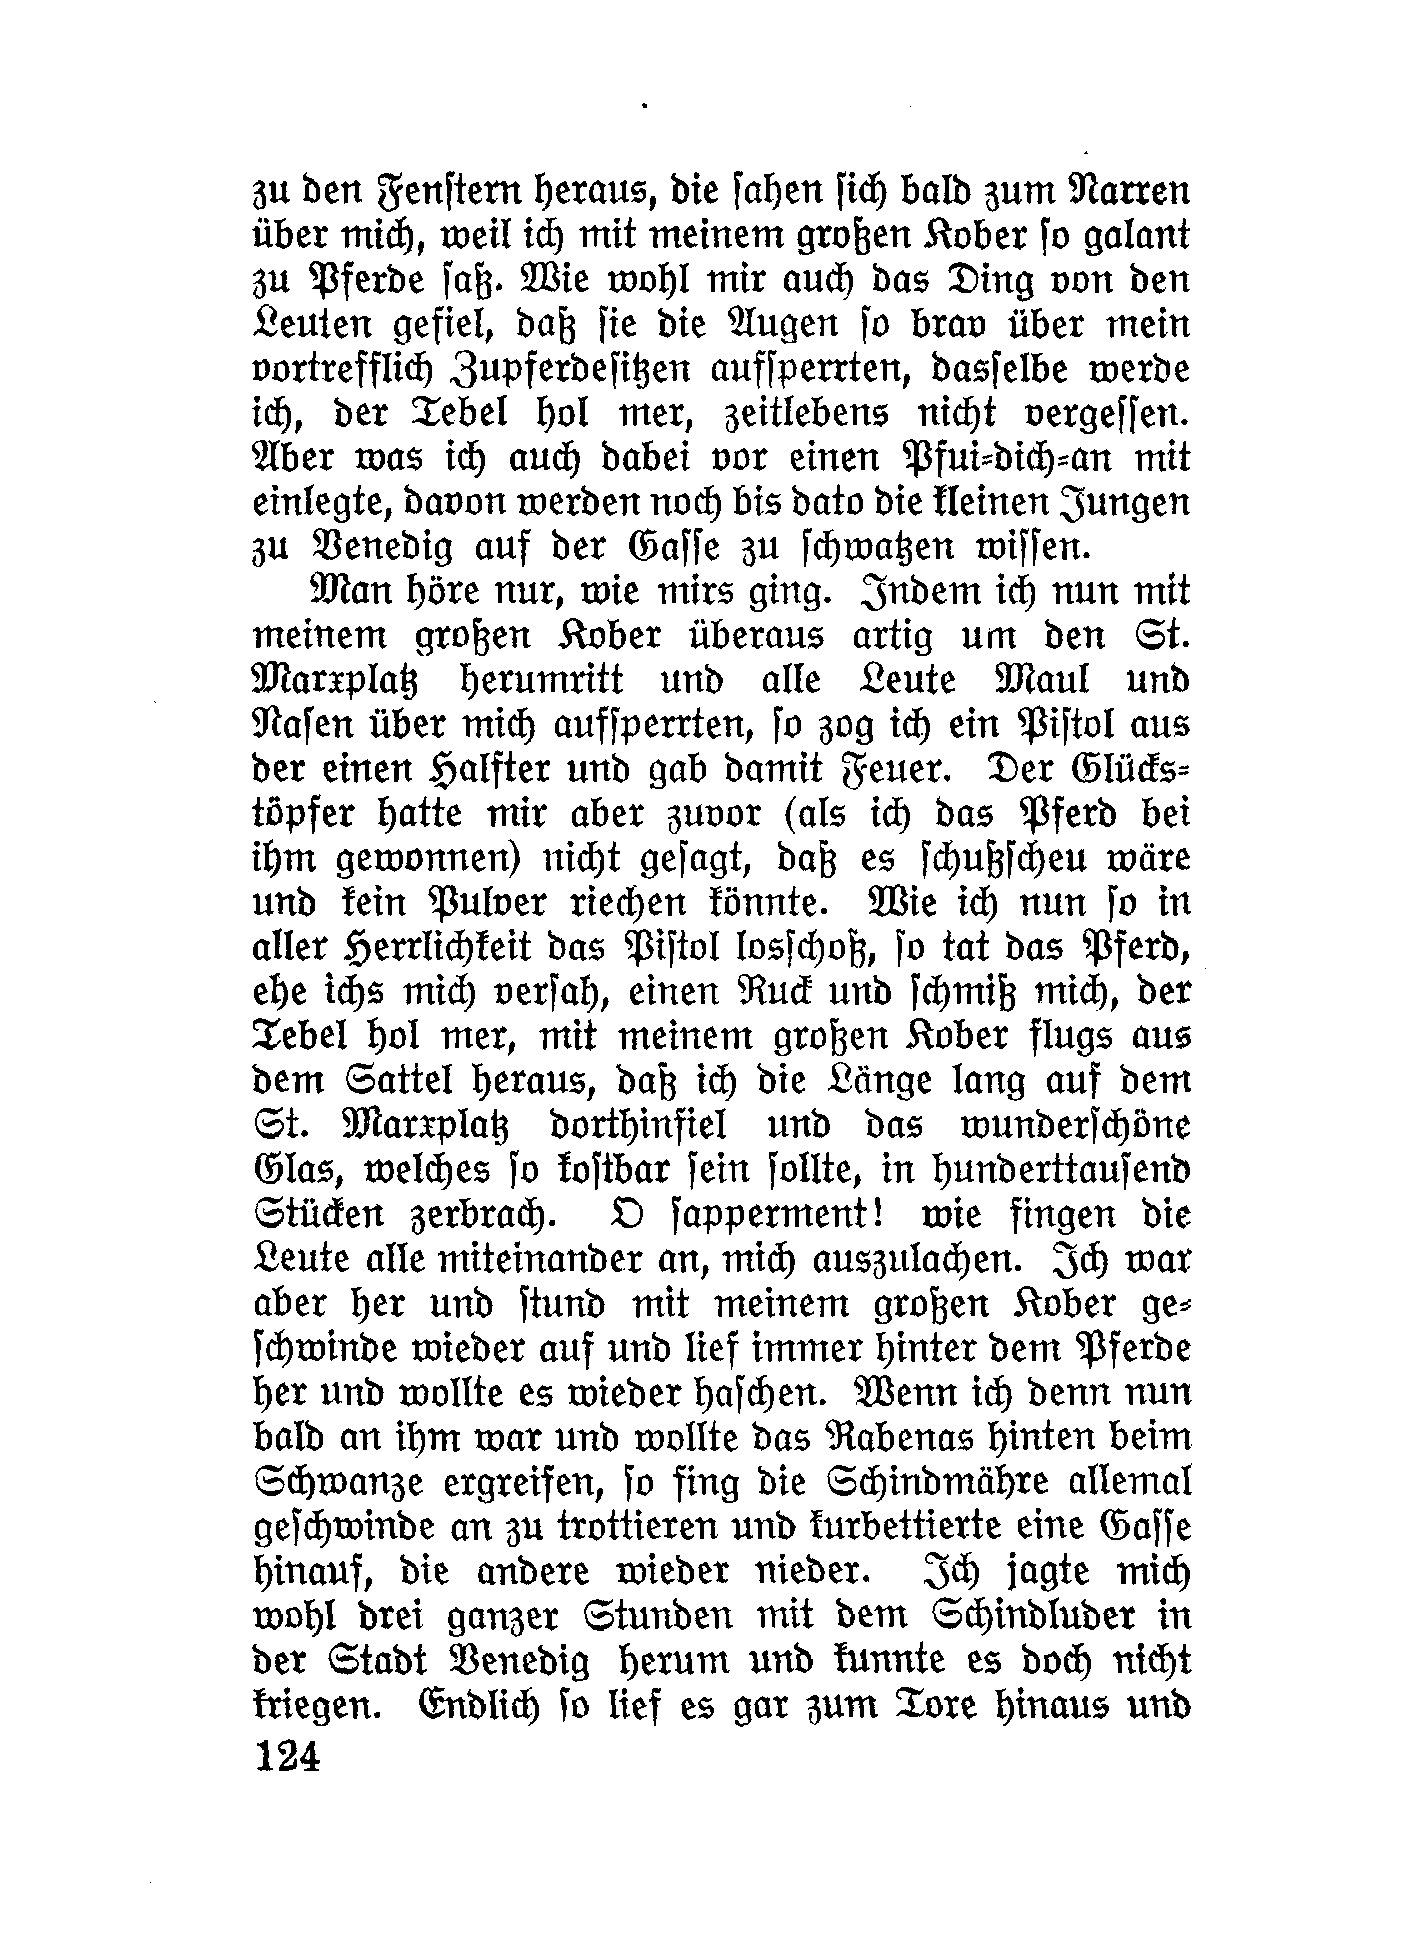 zu den Fenstern heraus, die sahen sich bald zum Narren
über mich, weil ich mit meinem großen Kober so galant
zu Pferde saß. Wie wohl mir auch das Ding von den
Leuten gefiel, daß sie die Augen so brav über mein
vortrefflich Zupferdesitzen aufsperrten, dasselbe werde
ich, der Tebel hol mer, zeitlebens nicht vergessen.
Aber was ich auch dabei vor einen Pfui-dich-an mit
einlegte, davon werden noch bis dato die kleinen Jungen
zu Venedig auf der Gasse zu schwatzen wissen.
Man höre nur, wie mirs ging. Indem ich nun mit
meinem großen Kober überaus artig um den St.
Marxplatz herumritt und alle Leute Maul und
Nasen über mich aufsperrten, so zog ich ein Pistol aus
der einen Halfter und gab damit Feuer. Der Glücks-
töpfer hatte mir aber zuvor (als ich das Pferd bei
ihm gewonnen) nicht gesagt, daß es schußscheu wäre
und kein Pulver riechen könnte. Wie ich nun so in
aller Herrlichkeit das Pistol losschoß, so tat das Pferd,
ehe ichs mich versah, einen Ruck und schmiß mich, der
Tebel hol mer, mit meinem großen Kober flugs aus
dem Sattel heraus, daß ich die Länge lang auf dem
St. Marxplatz dorthinfiel und das wunderschöne
Glas, welches so kostbar sein sollte, in hunderttausend
Stücken zerbrach. O sapperment! wie fingen die
Leute alle miteinander an, mich auszulachen. Ich war
aber her und stund mit meinem großen Kober ge-
schwinde wieder auf und lief immer hinter dem Pferde
her und wollte es wieder haschen. Wenn ich denn nun
bald an ihm war und wollte das Rabenas hinten beim
Schwanze ergreifen, so fing die Schindmähre allemal
geschwinde an zu trottieren und kurbettierte eine Gasse
hinauf, die andere wieder nieder. Ich jagte mich
wohl drei ganzer Stunden mit dem Schindluder in
der Stadt Venedig herum und kunnte es doch nicht
kriegen. Endlich so lief es gar zum Tore hinaus und
124